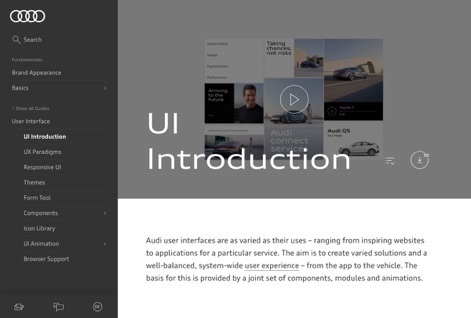 Search
Fundamentals
Brand Appearance
Basics
Show all Guides
User Interface
UI Introduction
UX Paradigms
Responsive UI
Themes
Form Tool
Components
Icon Library
UI Animation
Browser Support
DE
Sustainability
Design
Digitalization
Performance
Arriving
to the
future
Taking
chances,
not risks
Audi
connect
Audi Q5
UI
Introduction
Audi user interfaces are as varied as their uses – ranging from inspiring websites
to applications for a particular service. The aim is to create varied solutions and a
well-balanced, system-wide user experience – from the app to the vehicle. The
basis for this is provided by a joint set of components, modules and animations.